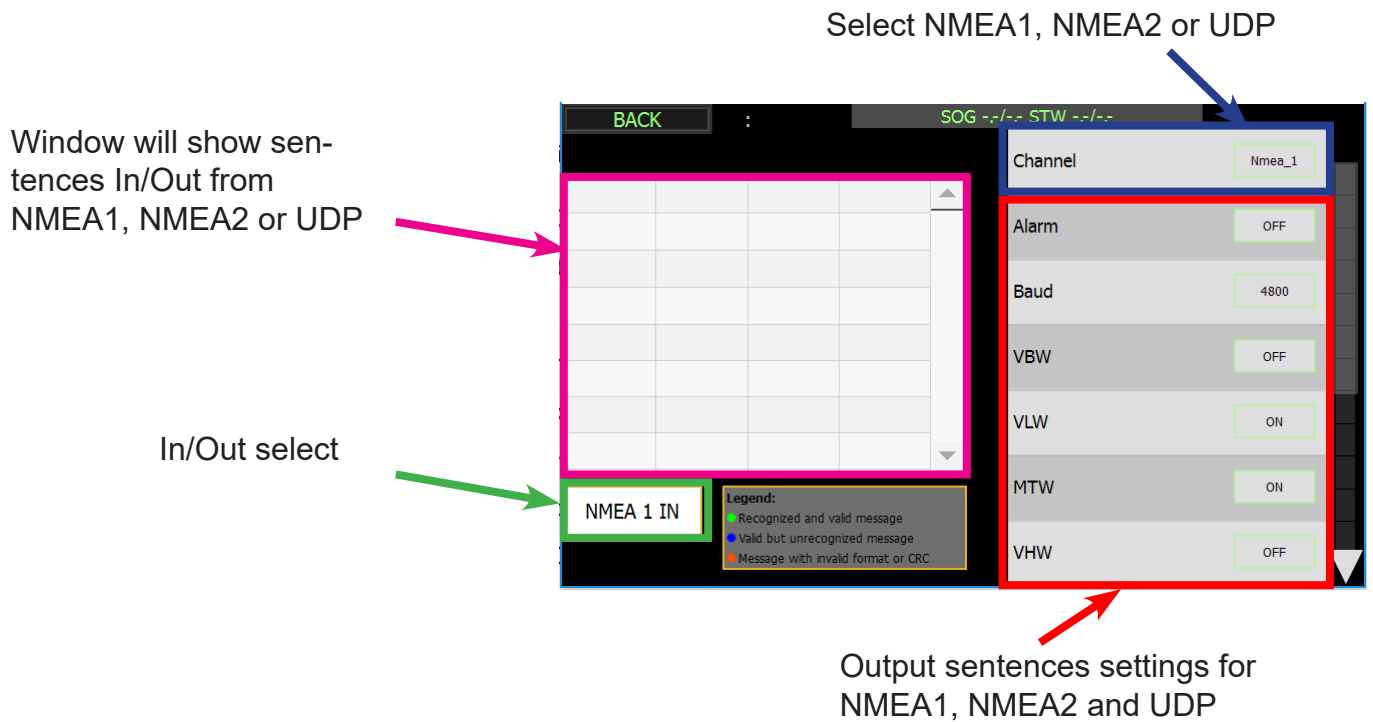 Select NMEA1, NMEA2 or UDP
Window will show sen-
tences In/Out from
NMEA1, NMEA2 or UDP
In/Out select
BACK
:
SOG -.-/-.- STW -.-/-.-
Channel
Nmea_1
Alarm
OFF
Baud
4800
VBW
OFF
VLW
ON
MTW
ON
VHW
OFF
NMEA 1 IN
Legend:
Recognized and valid message
Valid but unrecognized message
Message with invalid format or CRC
Output sentences settings for
NMEA1, NMEA2 and UDP